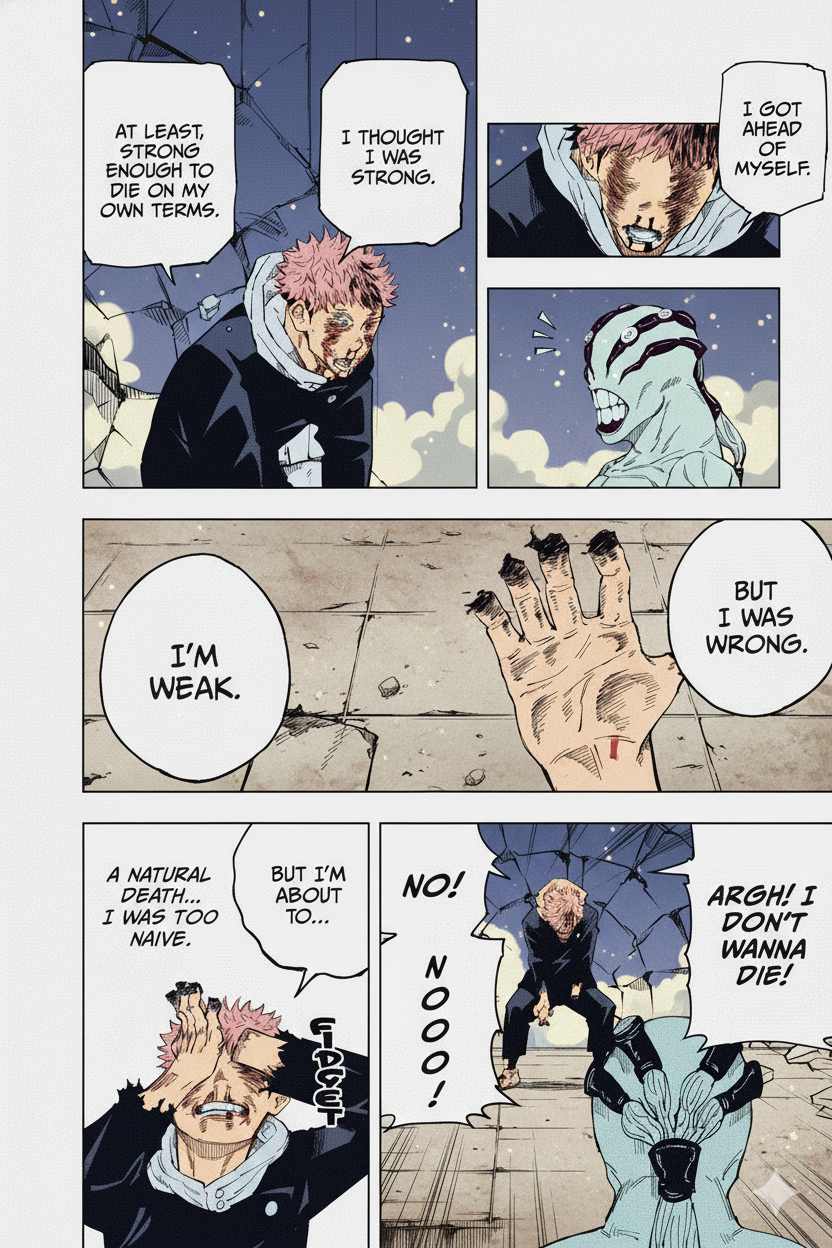 I GOT
AHEAD
OF
MYSELF.
I THOUGHT
I WAS
STRONG.
AT LEAST,
STRONG
ENOUGH TO
DIE ON MY
OWN TERMS.
BUT
I WAS
WRONG.
I'M
WEAK.
ARGH! I
DON'T
WANNA
DIE!
NO!
NOOO!
BUT I'M
ABOUT
TO...
A NATURAL
DEATH...
I WAS TOO
NAIVE.
FIDGET